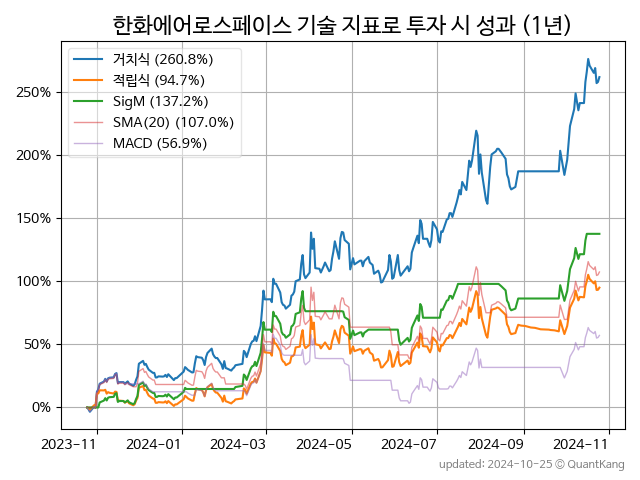 한화에어로스페이스 기술 지표로 투자 시 성과 (1년)
거치식 (260.8%)
적립식 (94.7%)
SigM (137.2%)
SMA(20) (107.0%)
MACD (56.9%)
250%
200%
150%
100%
50%
0%
2023-11 2024-01 2024-03 2024-05 2024-07 2024-09 2024-11
updated: 2024-10-25 © QuantKang